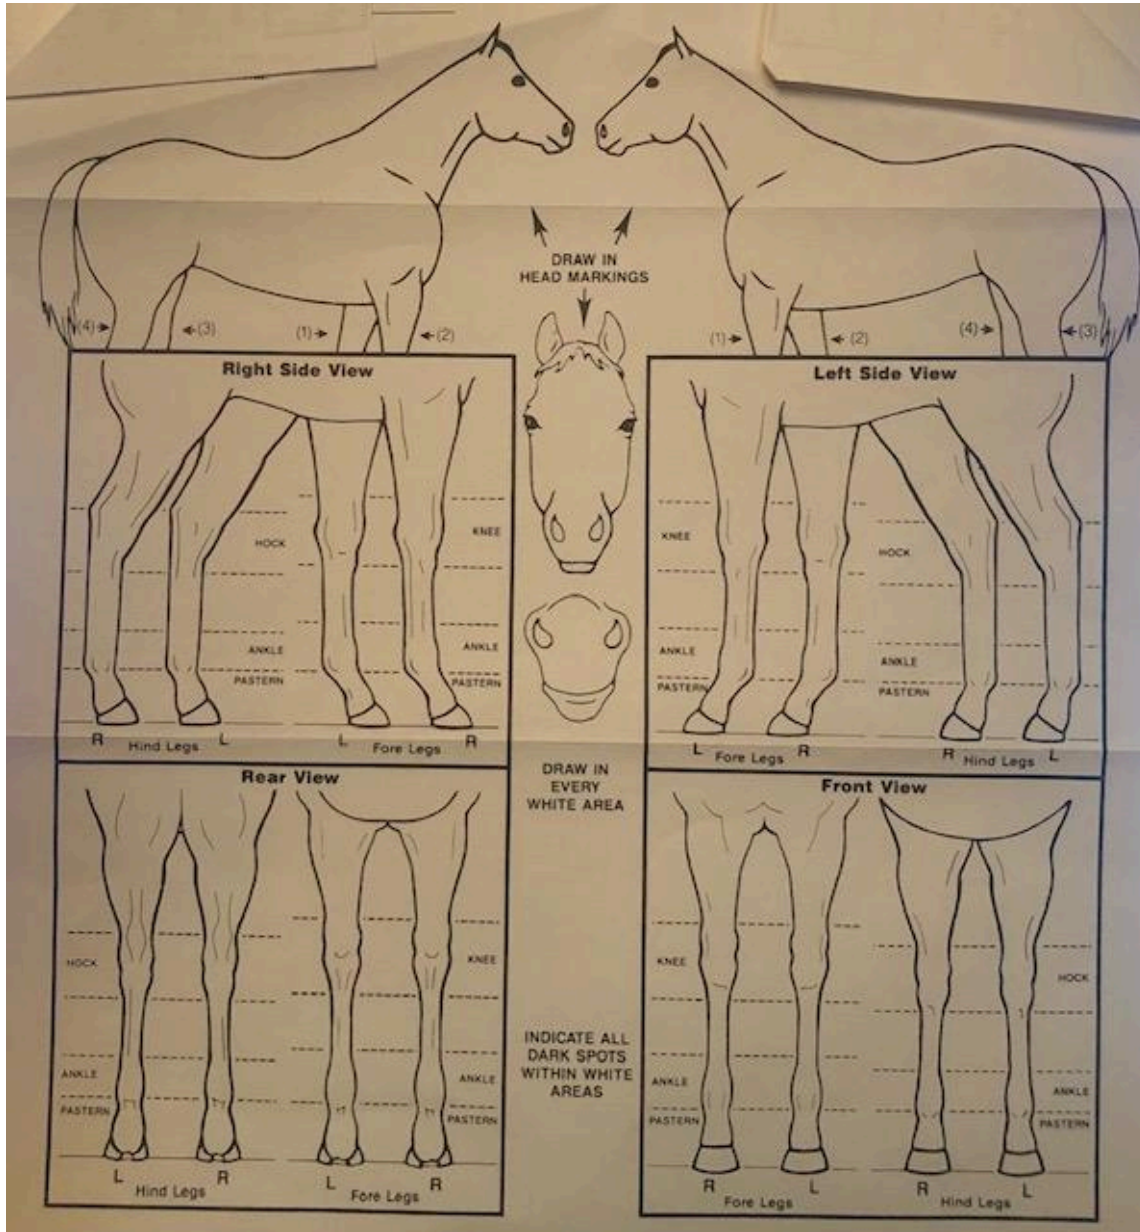 DRAW IN
HEAD MARKINGS
(4) (3) (1) (2)
(1) (2) (4) (3)
Right Side View
HOCK
KNEE
ANKLE
ANKLE
PASTERN
PASTERN
R Hind Legs L
L Fore Legs R
Left Side View
KNEE
HOCK
ANKLE
ANKLE
PASTERN
PASTERN
L Fore Legs R
R Hind Legs L
DRAW IN
EVERY
WHITE AREA
Rear View
HOCK
KNEE
ANKLE
ANKLE
PASTERN
PASTERN
L Hind Legs R
L Fore Legs R
INDICATE ALL
DARK SPOTS
WITHIN WHITE
AREAS
Front View
KNEE
HOCK
ANKLE
ANKLE
PASTERN
PASTERN
R Fore Legs L
R Hind Legs L